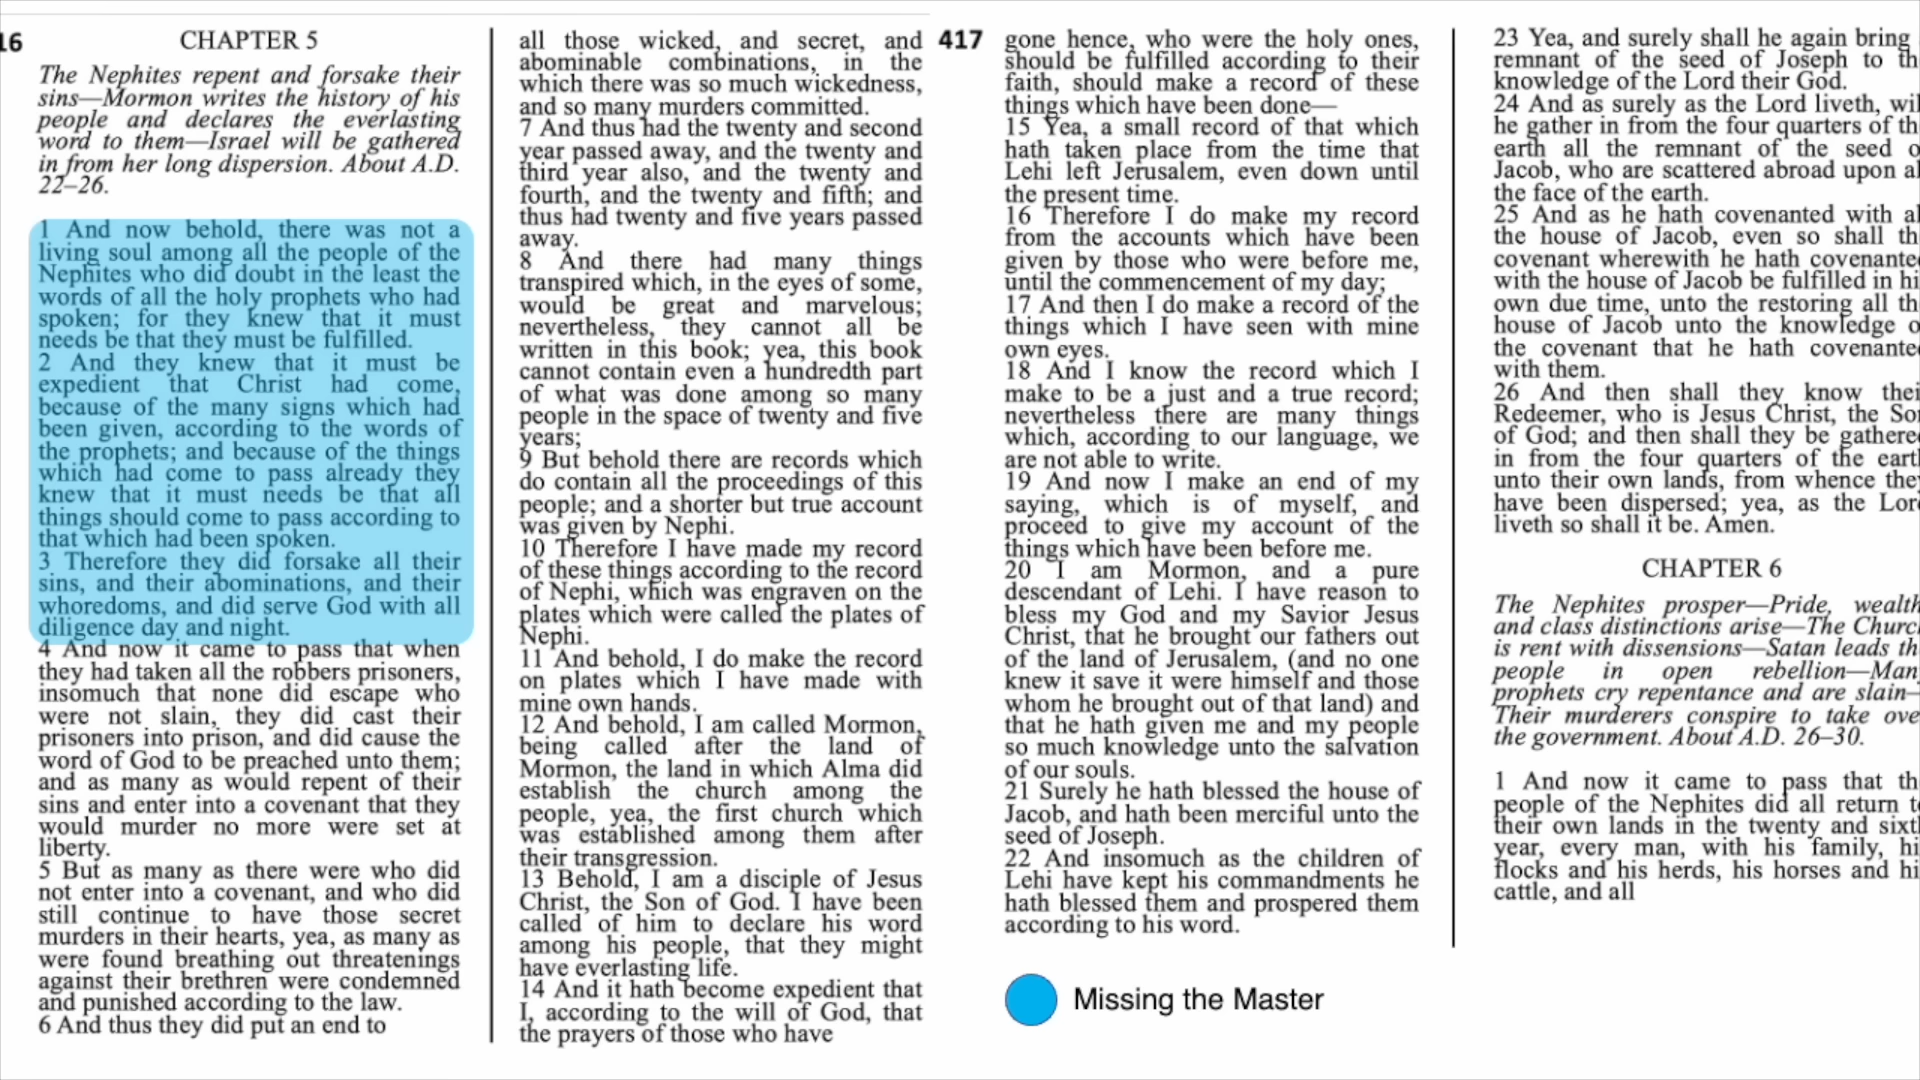 16
CHAPTER 5
The Nephites repent and forsake their
sins—Mormon writes the history of his
people and declares the everlasting
word to them—Israel will be gathered
in from her long dispersion. About A.D.
22–26.
1 And now behold, there was not a
living soul among all the people of the
Nephites who did doubt in the least the
words of all the holy prophets who had
spoken; for they knew that it must
needs be that they must be fulfilled.
2 And they knew that it must be
expedient that Christ had come,
because of the many signs which had
been given, according to the words of
the prophets; and because of the things
which had come to pass already they
knew that it must needs be that all
things should come to pass according to
that which had been spoken.
3 Therefore they did forsake all their
sins, and their abominations, and their
whoredoms, and did serve God with all
diligence day and night.
4 And now it came to pass that when
they had taken all the robbers prisoners,
insomuch that none did escape who
were not slain, they did cast their
prisoners into prison, and did cause the
word of God to be preached unto them;
and as many as would repent of their
sins and enter into a covenant that they
would murder no more were set at
liberty.
5 But as many as there were who did
not enter into a covenant, and who did
still continue to have those secret
murders in their hearts, yea, as many as
were found breathing out threatenings
against their brethren were condemned
and punished according to the law.
6 And thus they did put an end to
all those wicked, and secret, and
abominable combinations, in the
which there was so much wickedness,
and so many murders committed.
7 And thus had the twenty and second
year passed away, and the twenty and
third year also, and the twenty and
fourth, and the twenty and fifth; and
thus had twenty and five years passed
away.
8 And there had many things
transpired which, in the eyes of some,
would be great and marvelous;
nevertheless, they cannot all be
written in this book; yea, this book
cannot contain even a hundredth part
of what was done among so many
people in the space of twenty and five
years;
9 But behold there are records which
do contain all the proceedings of this
people; and a shorter but true account
was given by Nephi.
10 Therefore I have made my record
of these things according to the record
of Nephi, which was engraven on the
plates which were called the plates of
Nephi.
11 And behold, I do make the record
on plates which I have made with
mine own hands.
12 And behold, I am called Mormon,
being called after the land of
Mormon, the land in which Alma did
establish the church among the
people, yea, the first church which
was established among them after
their transgression.
13 Behold, I am a disciple of Jesus
Christ, the Son of God. I have been
called of him to declare his word
among his people, that they might
have everlasting life.
14 And it hath become expedient that
I, according to the will of God, that
the prayers of those who have
417
gone hence, who were the holy ones,
should be fulfilled according to their
faith, should make a record of these
things which have been done—
15 Yea, a small record of that which
hath taken place from the time that
Lehi left Jerusalem, even down until
the present time.
16 Therefore I do make my record
from the accounts which have been
given by those who were before me,
until the commencement of my day;
17 And then I do make a record of the
things which I have seen with mine
own eyes.
18 And I know the record which I
make to be a just and a true record;
nevertheless there are many things
which, according to our language, we
are not able to write.
19 And now I make an end of my
saying, which is of myself, and
proceed to give my account of the
things which have been before me.
20 I am Mormon, and a pure
descendant of Lehi. I have reason to
bless my God and my Savior Jesus
Christ, that he brought our fathers out
of the land of Jerusalem, (and no one
knew it save it were himself and those
whom he brought out of that land) and
that he hath given me and my people
so much knowledge unto the salvation
of our souls.
21 Surely he hath blessed the house of
Jacob, and hath been merciful unto the
seed of Joseph.
22 And insomuch as the children of
Lehi have kept his commandments he
hath blessed them and prospered them
according to his word.
23 Yea, and surely shall he again bring
remnant of the seed of Joseph to th
knowledge of the Lord their God.
24 And as surely as the Lord liveth, wil
he gather in from the four quarters of th
earth all the remnant of the seed o
Jacob, who are scattered abroad upon al
the face of the earth.
25 And as he hath covenanted with al
the house of Jacob, even so shall th
covenant wherewith he hath covenante
with the house of Jacob be fulfilled in hi
own due time, unto the restoring all th
house of Jacob unto the knowledge o
the covenant that he hath covenante
with them.
26 And then shall they know thei
Redeemer, who is Jesus Christ, the So
of God; and then shall they be gathere
in from the four quarters of the eart
unto their own lands, from whence the
have been dispersed; yea, as the Lor
liveth so shall it be. Amen.
CHAPTER 6
The Nephites prosper—Pride, wealth
and class distinctions arise—The Churc
is rent with dissensions—Satan leads th
people in open rebellion—Man
prophets cry repentance and are slain—
Their murderers conspire to take ove
the government. About A.D. 26–30.
1 And now it came to pass that th
people of the Nephites did all return t
their own lands in the twenty and sixt
year, every man, with his family, hi
flocks and his herds, his horses and hi
cattle, and all
Missing the Master